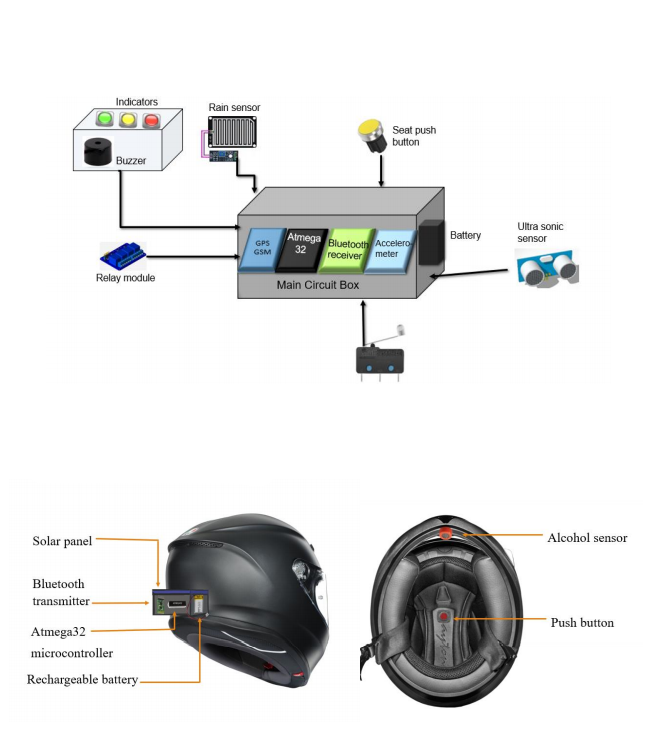 Indicators
Rain sensor
Buzzer
Seat push
button
Relay module
GPS
GSM
Atmega
32
Bluetooth
receiver
Accelero-
meter
Main Circuit Box
Battery
Ultra sonic
sensor
Solar panel
Bluetooth
transmitter
Atmega32
microcontroller
Rechargeable battery
Alcohol sensor
Push button